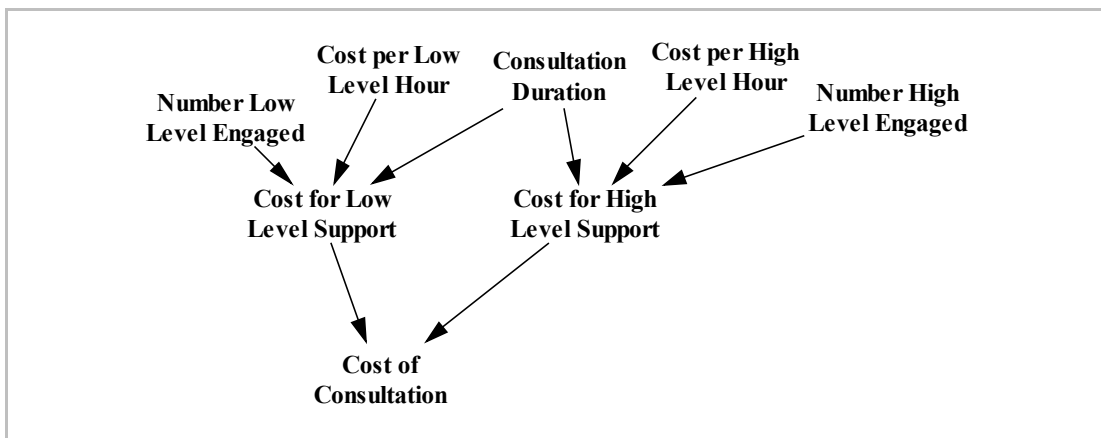 Cost per Low
Level Hour
Consultation
Duration
Cost per High
Level Hour
Number Low
Level Engaged
Number High
Level Engaged
Cost for Low
Level Support
Cost for High
Level Support
Cost of
Consultation